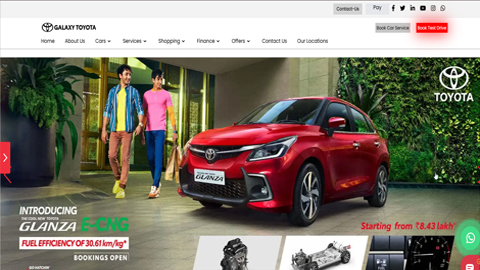 Contact-Us
Pay
GALAXY TOYOTA
Book Car Service
Book Test Drive
Home
About Us
Cars
Services
Shopping
Finance
Offers
Contact Us
Our Locations
TOYOTA
GLANZA
INTRODUCING
THE COOL NEW TOYOTA
GLANZA E-CNG
FUEL EFFICIENCY OF 30.61 km/kg*
BOOKINGS OPEN
Starting from ₹8.43 lakh*